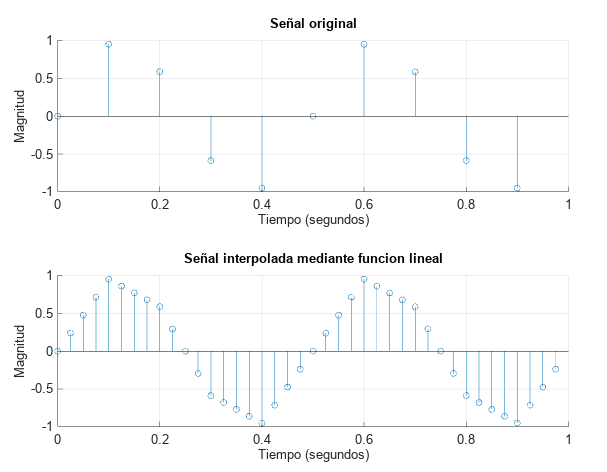 Señal original
1
0.5
0
-0.5
-1
Magnitud
0 0.2 0.4 0.6 0.8 1
Tiempo (segundos)
Señal interpolada mediante funcion lineal
1
0.5
0
-0.5
-1
Magnitud
0 0.2 0.4 0.6 0.8 1
Tiempo (segundos)